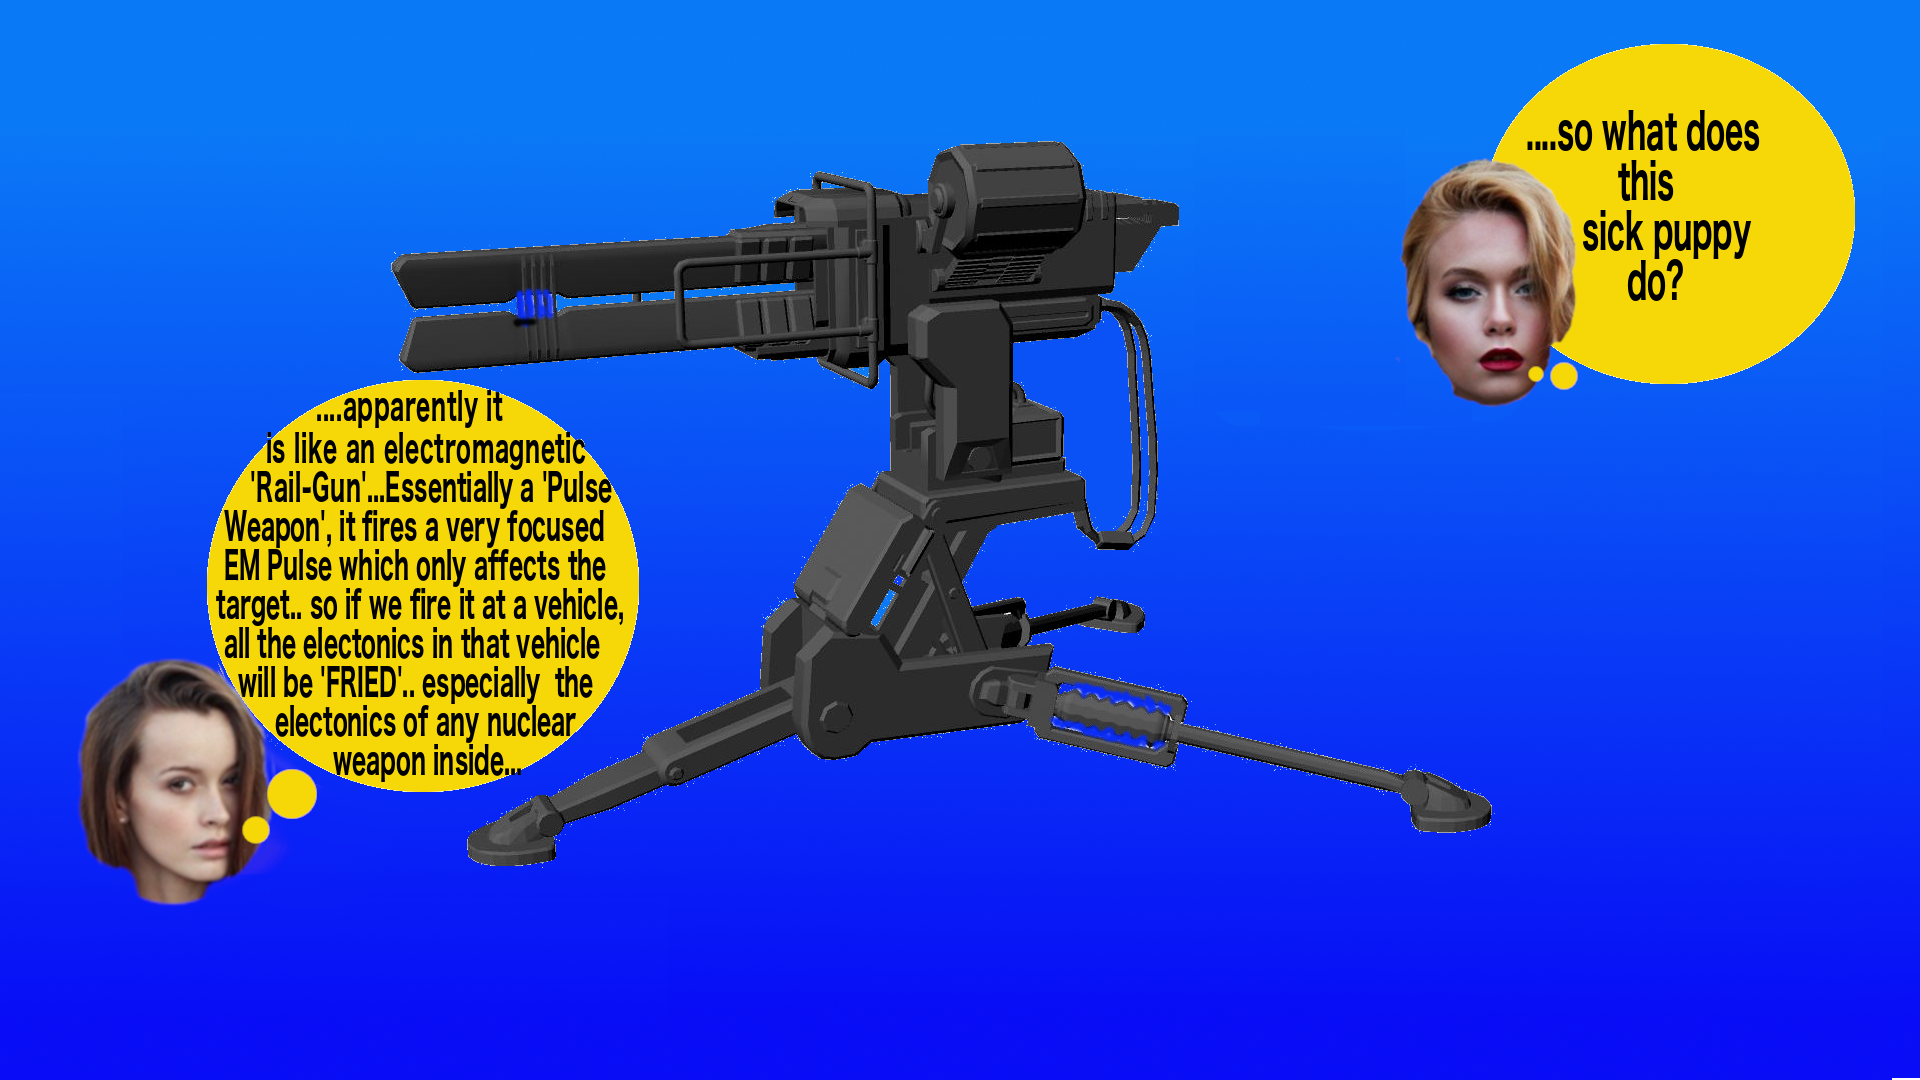 ....so what does
this
sick puppy
do?
....apparently it
is like an electromagnetic
'Rail-Gun'...Essentially a 'Pulse
Weapon', it fires a very focused
EM Pulse which only affects the
target.. so if we fire it at a vehicle,
all the electonics in that vehicle
will be 'FRIED'.. especially the
electonics of any nuclear
weapon inside...